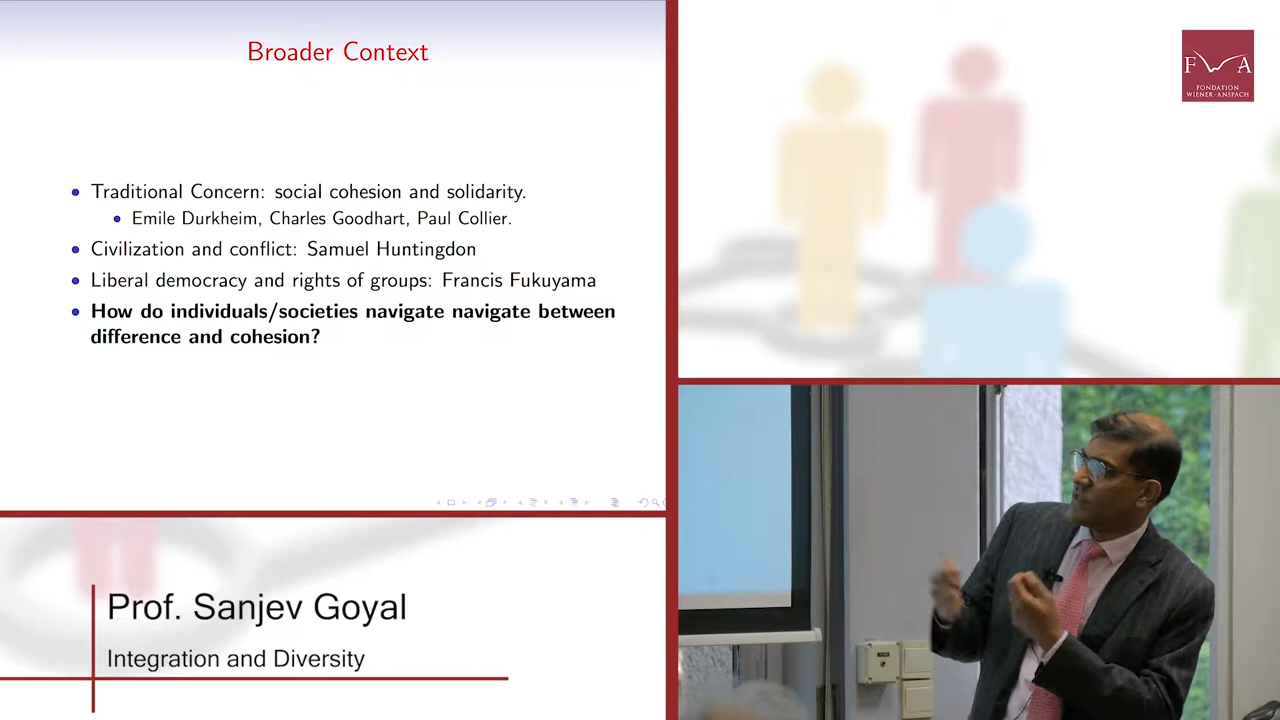 Broader Context
Traditional Concern: social cohesion and solidarity.
Emile Durkheim, Charles Goodhart, Paul Collier.
Civilization and conflict: Samuel Huntingdon
Liberal democracy and rights of groups: Francis Fukuyama
How do individuals/societies navigate navigate between
difference and cohesion?
Prof. Sanjev Goyal
Integration and Diversity
F W A
FONDATION
WIENER-ANSPACH